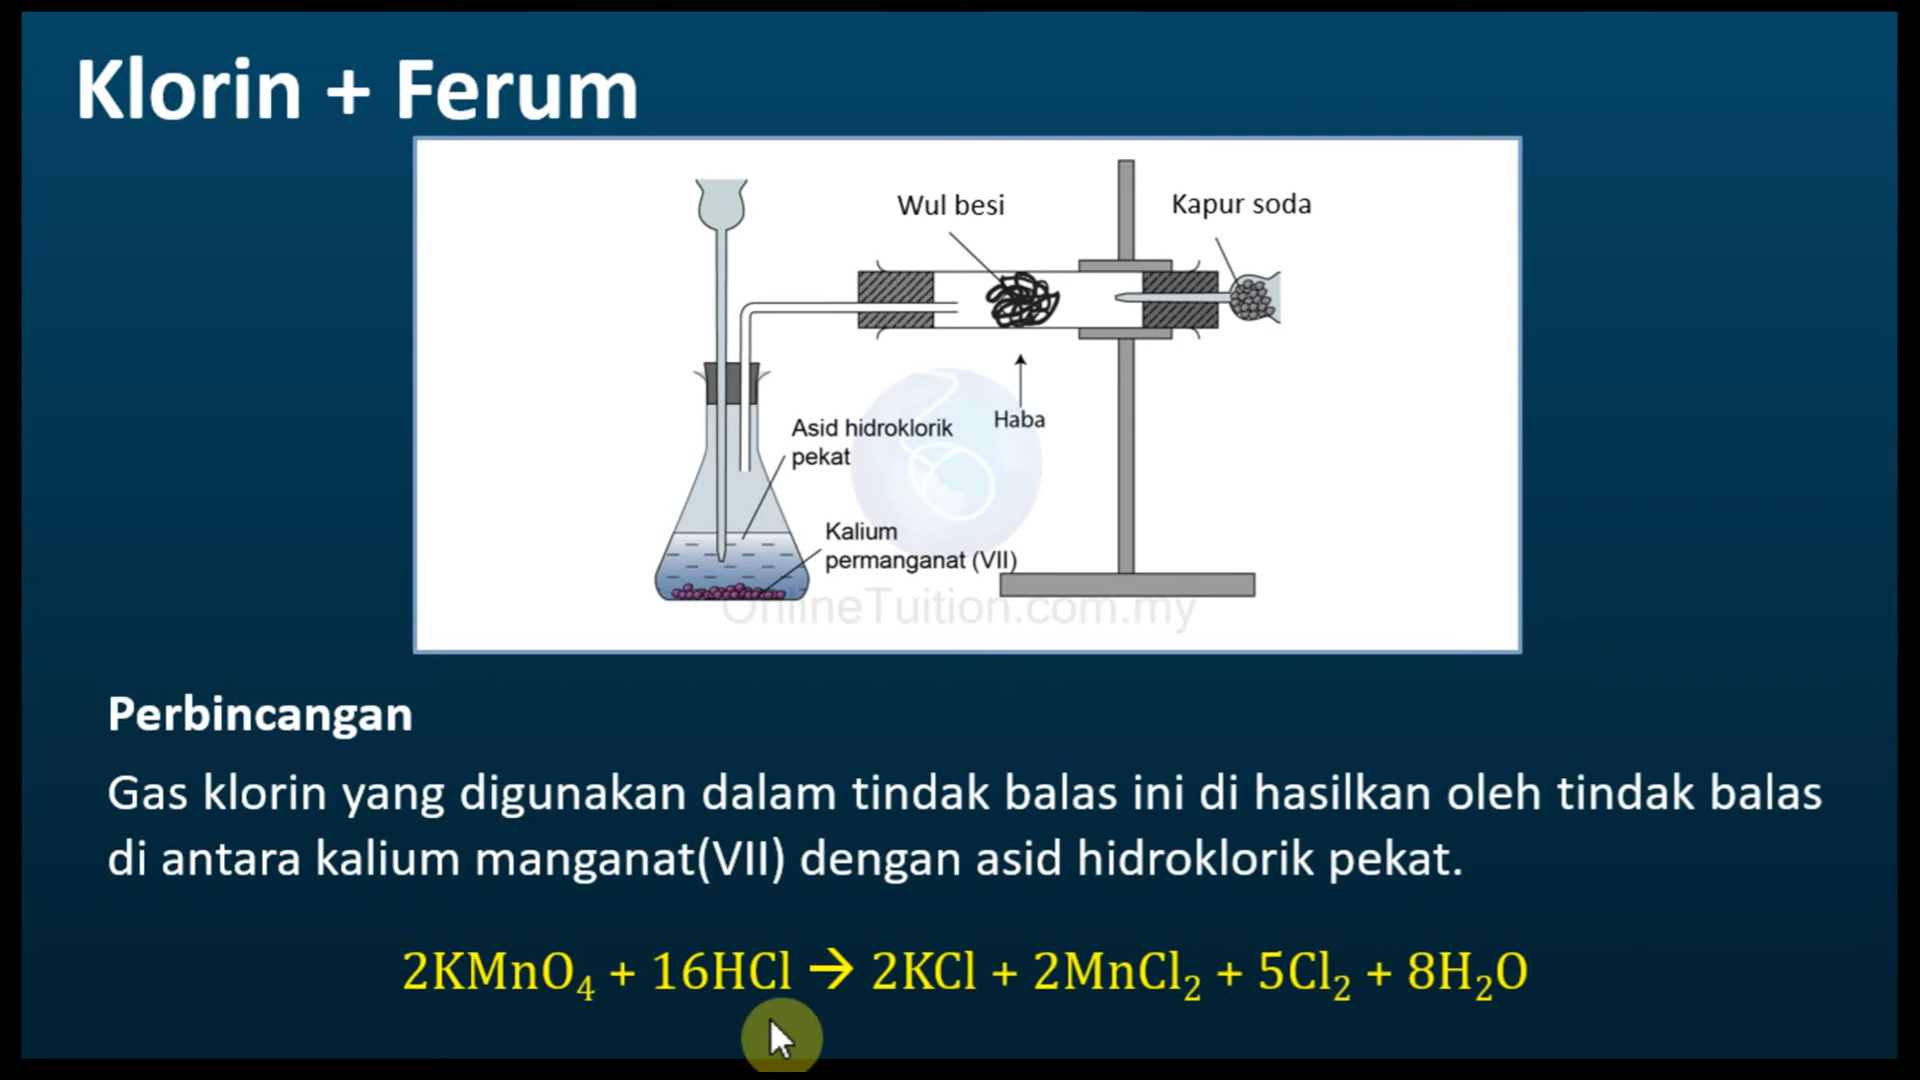 Klorin + Ferum
Wul besi
Kapur soda
Haba
Asid hidroklorik
pekat
Kalium
permanganat (VII)
OnlineTuition.com.my
Perbincangan
Gas klorin yang digunakan dalam tindak balas ini di hasilkan oleh tindak balas
di antara kalium manganat(VII) dengan asid hidroklorik pekat.
2KMnO₄ + 16HCl → 2KCl + 2MnCl₂ + 5Cl₂ + 8H₂O